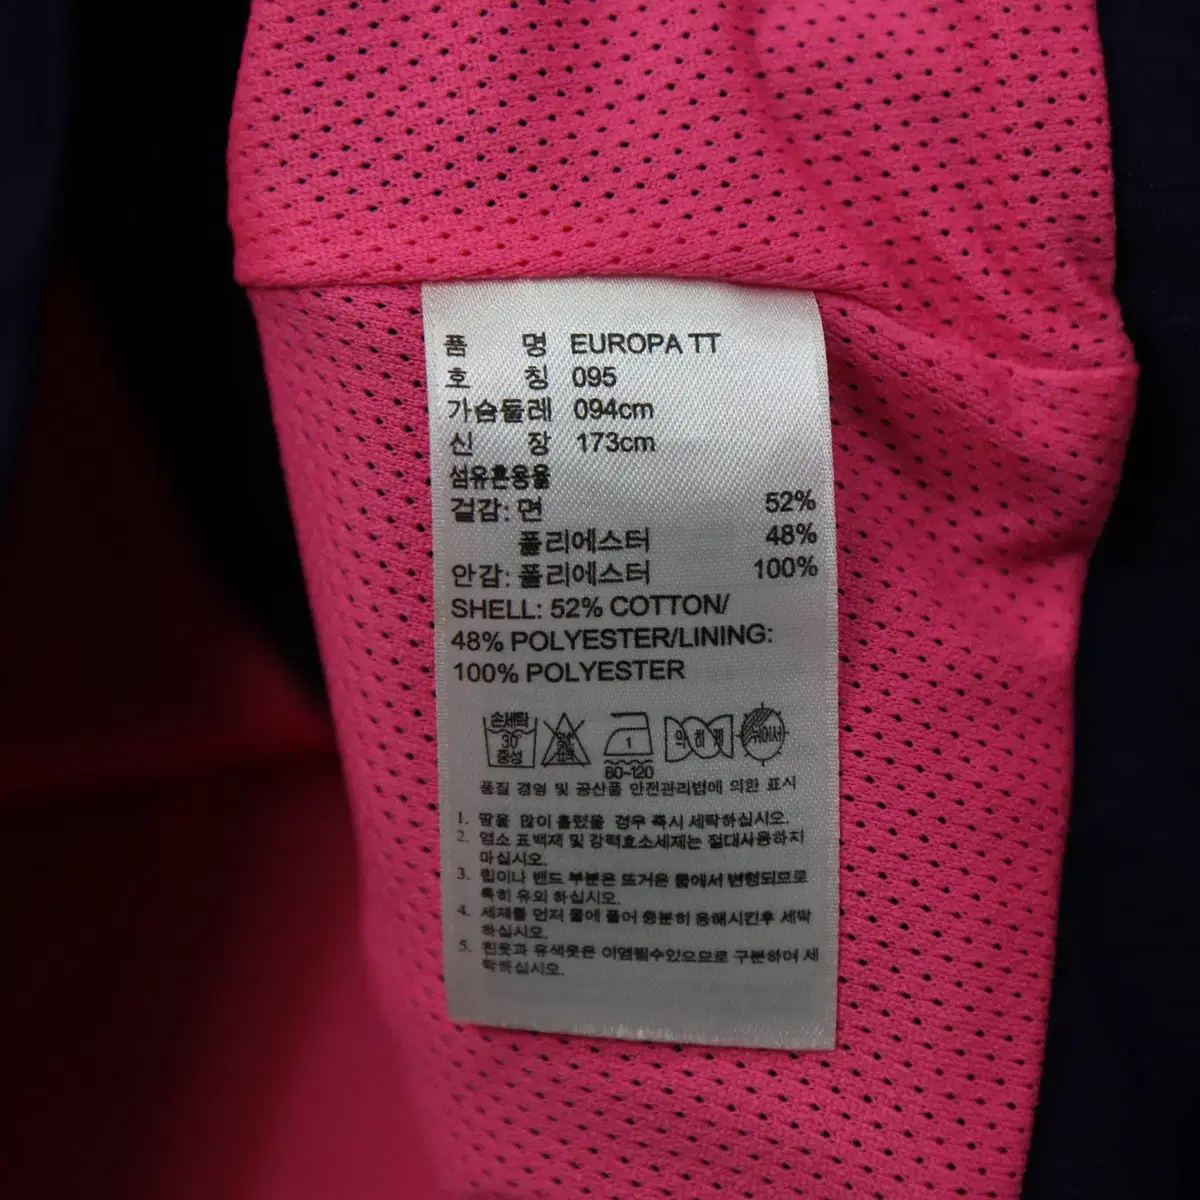 품 명 EUROPA TT
호 칭 095
가슴둘레 094cm
신 장 173cm
섬유혼용율
겉감: 면 52%
폴리에스터 48%
안감: 폴리에스터 100%
SHELL: 52% COTTON/
48% POLYESTER/LINING:
100% POLYESTER
손세탁
30°
중성
1
80~120
뉘어서
품질 경영 및 공산품 안전관리법에 의한 표시
1. 땀을 많이 흘렸을 경우 즉시 세탁하십시오.
2. 염소 표백제 및 강력효소세제는 절대사용하지
마십시오.
3. 립이나 밴드 부분은 뜨거운 물에서 변형되므로
특히 유의 하십시오.
4. 세제를 먼저 물에 풀어 충분히 용해시킨후 세탁
하십시오.
5. 흰옷과 유색옷은 이염될수있으므로 구분하여 세
탁하십시오.